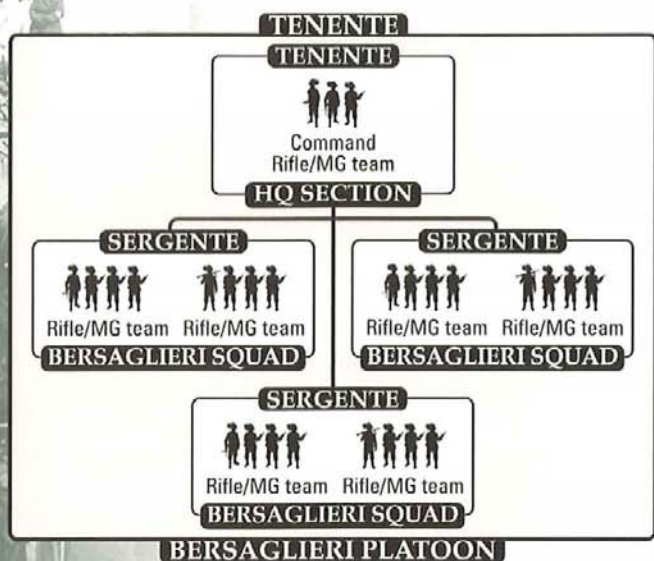 TENENTE
TENENTE
Command
Rifle/MG team
HQ SECTION
SERGENTE
SERGENTE
Rifle/MG team Rifle/MG team
Rifle/MG team Rifle/MG team
BERSAGLIERI SQUAD
BERSAGLIERI SQUAD
SERGENTE
Rifle/MG team Rifle/MG team
BERSAGLIERI SQUAD
BERSAGLIERI PLATOON